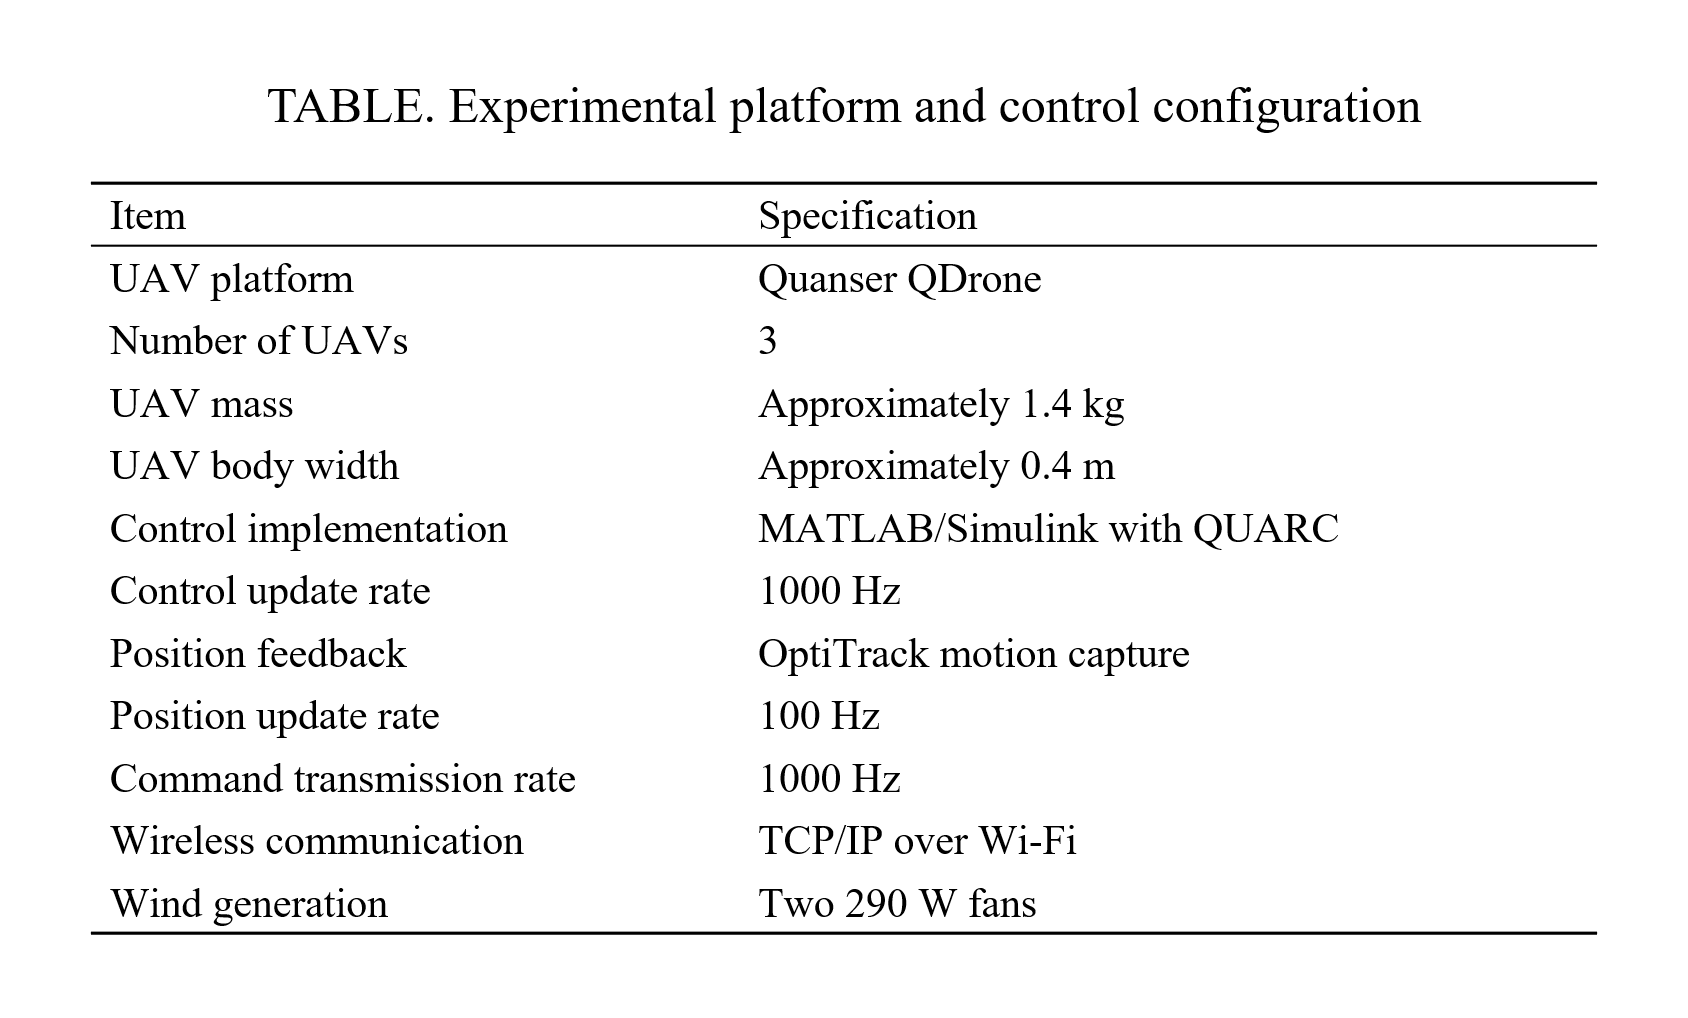 TABLE. Experimental platform and control configuration
Item Specification
UAV platform Quanser QDrone
Number of UAVs 3
UAV mass Approximately 1.4 kg
UAV body width Approximately 0.4 m
Control implementation MATLAB/Simulink with QUARC
Control update rate 1000 Hz
Position feedback OptiTrack motion capture
Position update rate 100 Hz
Command transmission rate 1000 Hz
Wireless communication TCP/IP over Wi-Fi
Wind generation Two 290 W fans